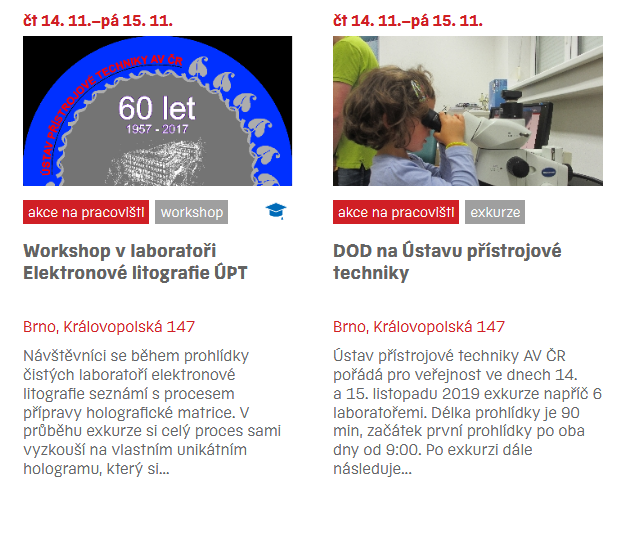 čt 14. 11.–pá 15. 11.
ÚSTAV PŘÍSTROJOVÉ TECHNIKY AV ČR
60 let
1957 - 2017
akce na pracovišti
workshop
Workshop v laboratoři
Elektronové litografie ÚPT
Brno, Královopolská 147
Návštěvníci se během prohlídky
čistých laboratoří elektronové
litografie seznámí s procesem
přípravy holografické matrice. V
průběhu exkurze si celý proces sami
vyzkouší na vlastním unikátním
hologramu, který si...
čt 14. 11.–pá 15. 11.
akce na pracovišti
exkurze
DOD na Ústavu přístrojové
techniky
Brno, Královopolská 147
Ústav přístrojové techniky AV ČR
pořádá pro veřejnost ve dnech 14.
a 15. listopadu 2019 exkurze napříč 6
laboratořemi. Délka prohlídky je 90
min, začátek první prohlídky po oba
dny od 9:00. Po exkurzi dále
následuje...